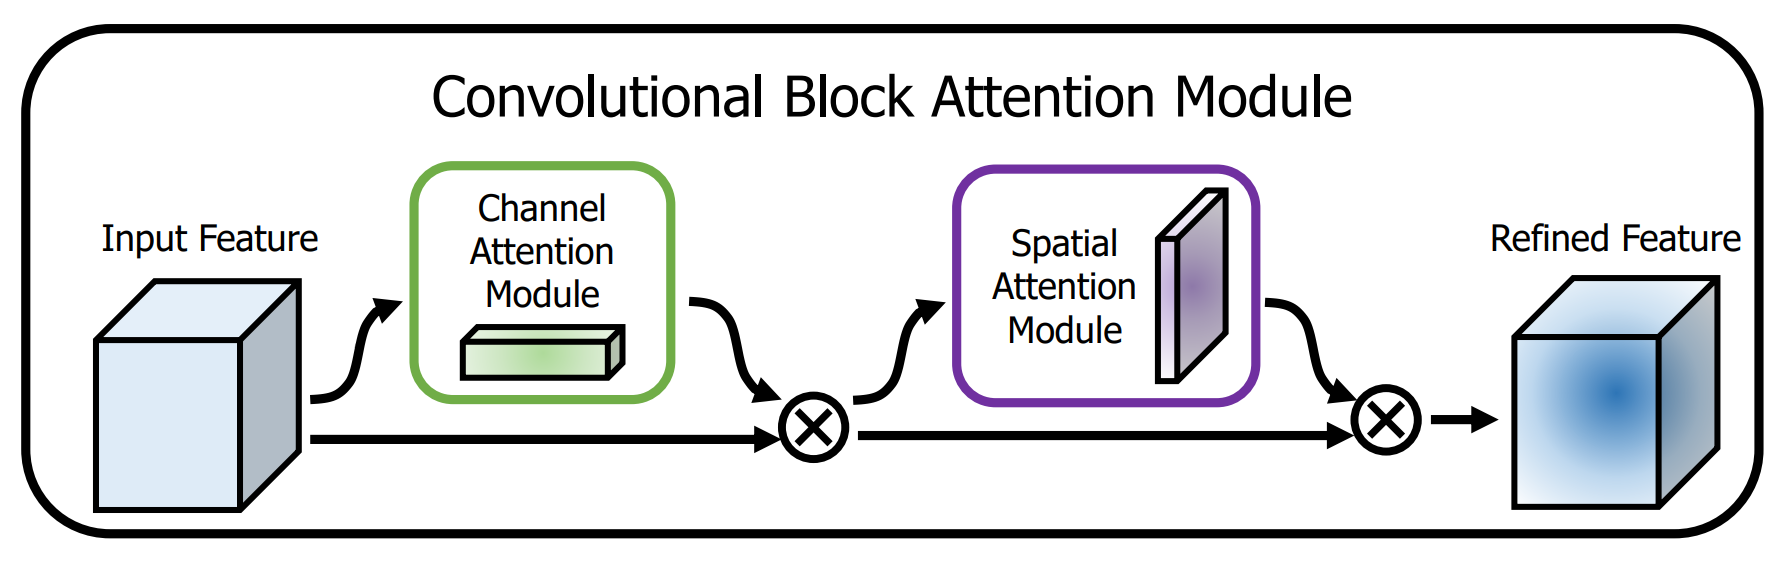 Convolutional Block Attention Module
Input Feature
Channel
Attention
Module
Spatial
Attention
Module
Refined Feature